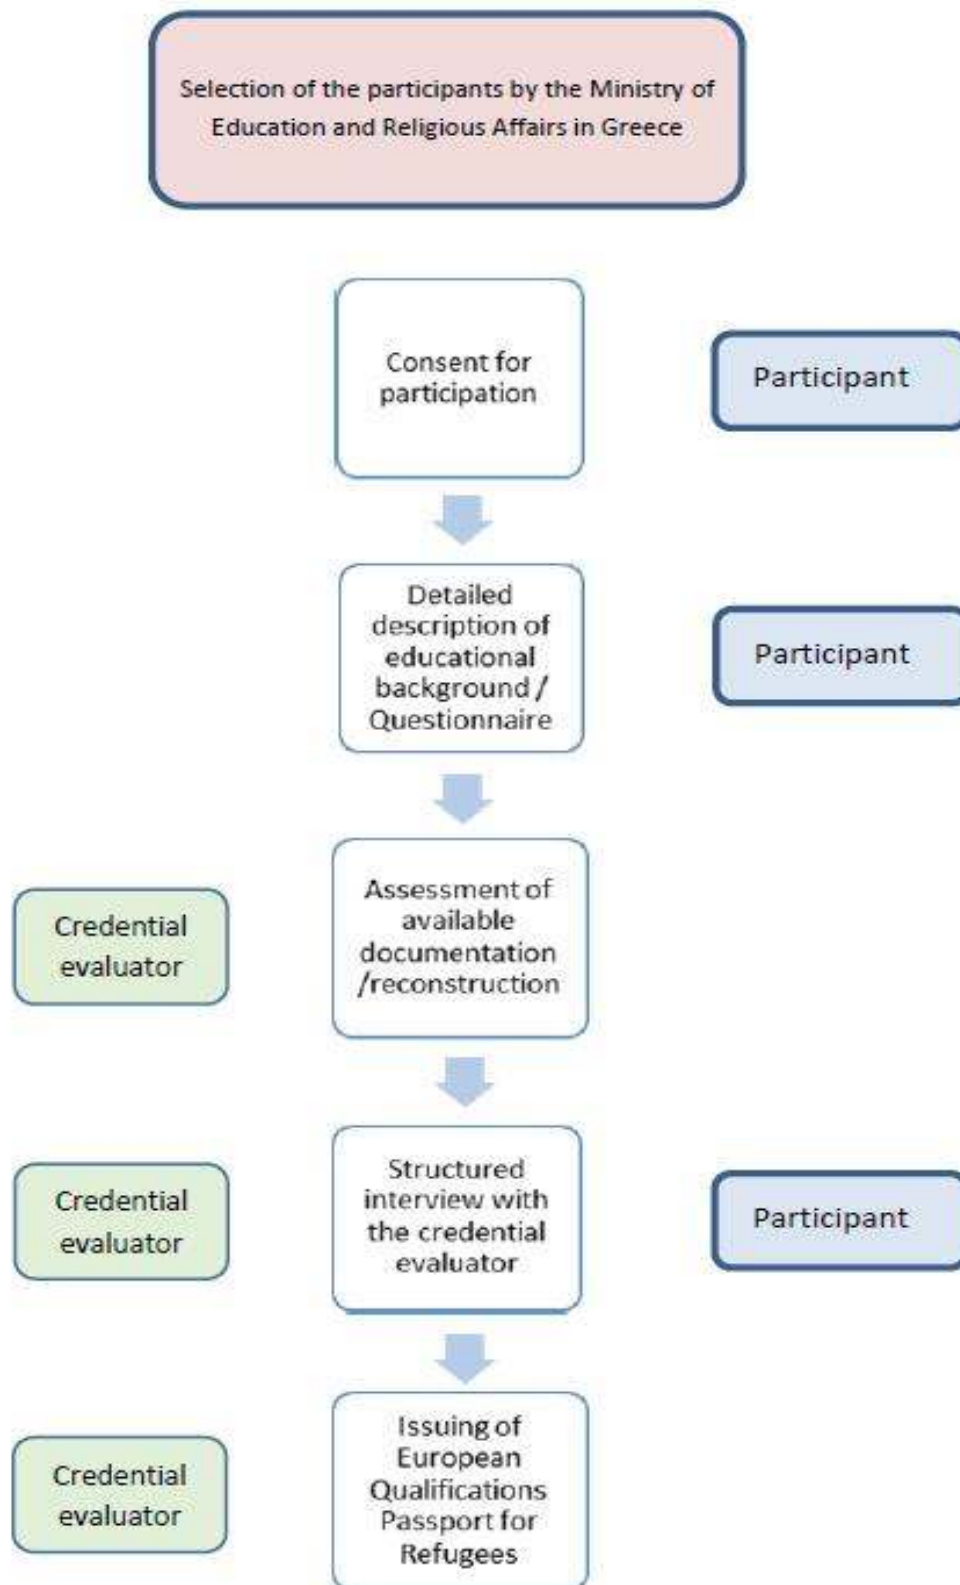 Selection of the participants by the Ministry of
Education and Religious Affairs in Greece
Consent for
participation
Participant
Detailed
description of
educational
background /
Questionnaire
Participant
Credential
evaluator
Assessment of
available
documentation
/reconstruction
Credential
evaluator
Structured
interview with
the credential
evaluator
Participant
Credential
evaluator
Issuing of
European
Qualifications
Passport for
Refugees